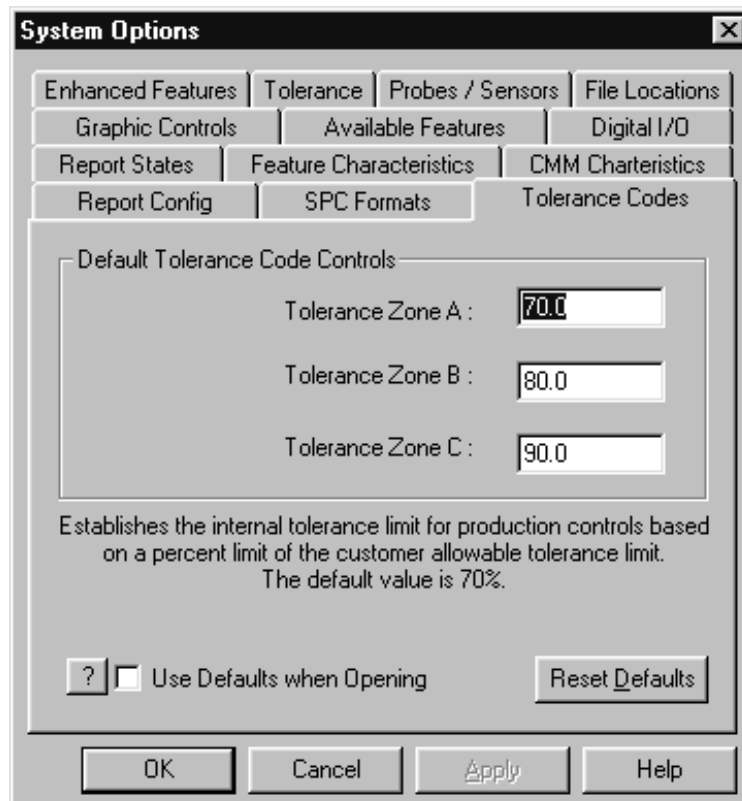 System Options
Enhanced Features Tolerance Probes / Sensors File Locations
Graphic Controls Available Features Digital I/O
Report States Feature Characteristics CMM Charteristics
Report Config SPC Formats Tolerance Codes
Default Tolerance Code Controls
Tolerance Zone A : 70.0
Tolerance Zone B : 80.0
Tolerance Zone C : 90.0
Establishes the internal tolerance limit for production controls based
on a percent limit of the customer allowable tolerance limit.
The default value is 70%.
? Use Defaults when Opening Reset Defaults
OK Cancel Apply Help